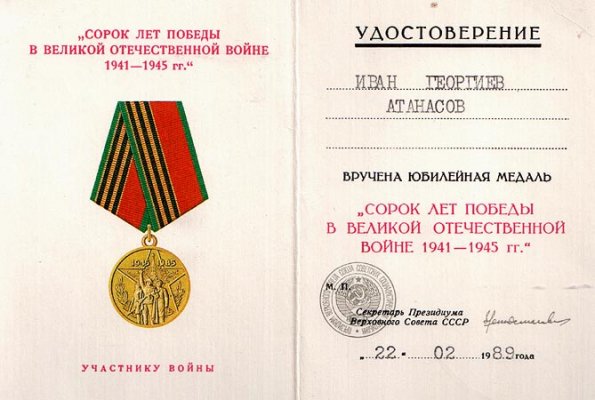 „СОРОК ЛЕТ ПОБЕДЫ
В ВЕЛИКОЙ ОТЕЧЕСТВЕННОЙ ВОЙНЕ
1941—1945 гг.“
1945 1985
УЧАСТНИКУ ВОЙНЫ
УДОСТОВЕРЕНИЕ
ИВАН ГЕОРГИЕВ
АТАНАСОВ
ВРУЧЕНА ЮБИЛЕЙНАЯ МЕДАЛЬ
„СОРОК ЛЕТ ПОБЕДЫ
В ВЕЛИКОЙ ОТЕЧЕСТВЕННОЙ
ВОЙНЕ 1941—1945 гг.“
М. П.
Секретарь Президиума
Верховного Совета СССР
„22- 02 1989 года